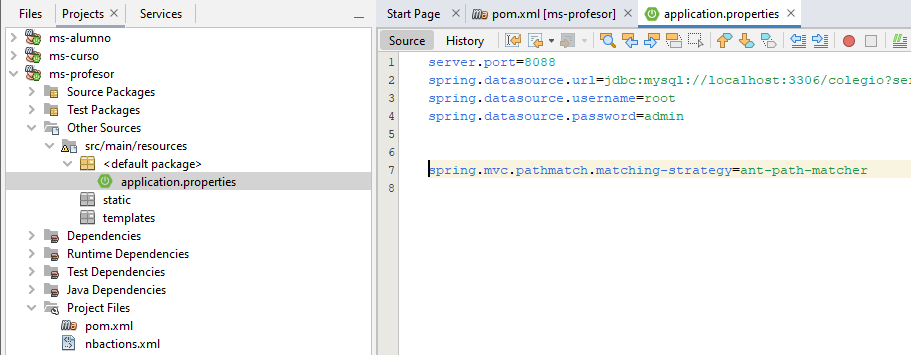 Files Projects Services
ms-alumno
ms-curso
ms-profesor
Source Packages
Test Packages
Other Sources
src/main/resources
<default package>
application.properties
static
templates
Dependencies
Runtime Dependencies
Test Dependencies
Java Dependencies
Project Files
pom.xml
nbactions.xml
Start Page pom.xml [ms-profesor] application.properties
Source History
1 server.port=8088
2 spring.datasource.url=jdbc:mysql://localhost:3306/colegio?ser
3 spring.datasource.username=root
4 spring.datasource.password=admin
5
6
7 spring.mvc.pathmatch.matching-strategy=ant-path-matcher
8